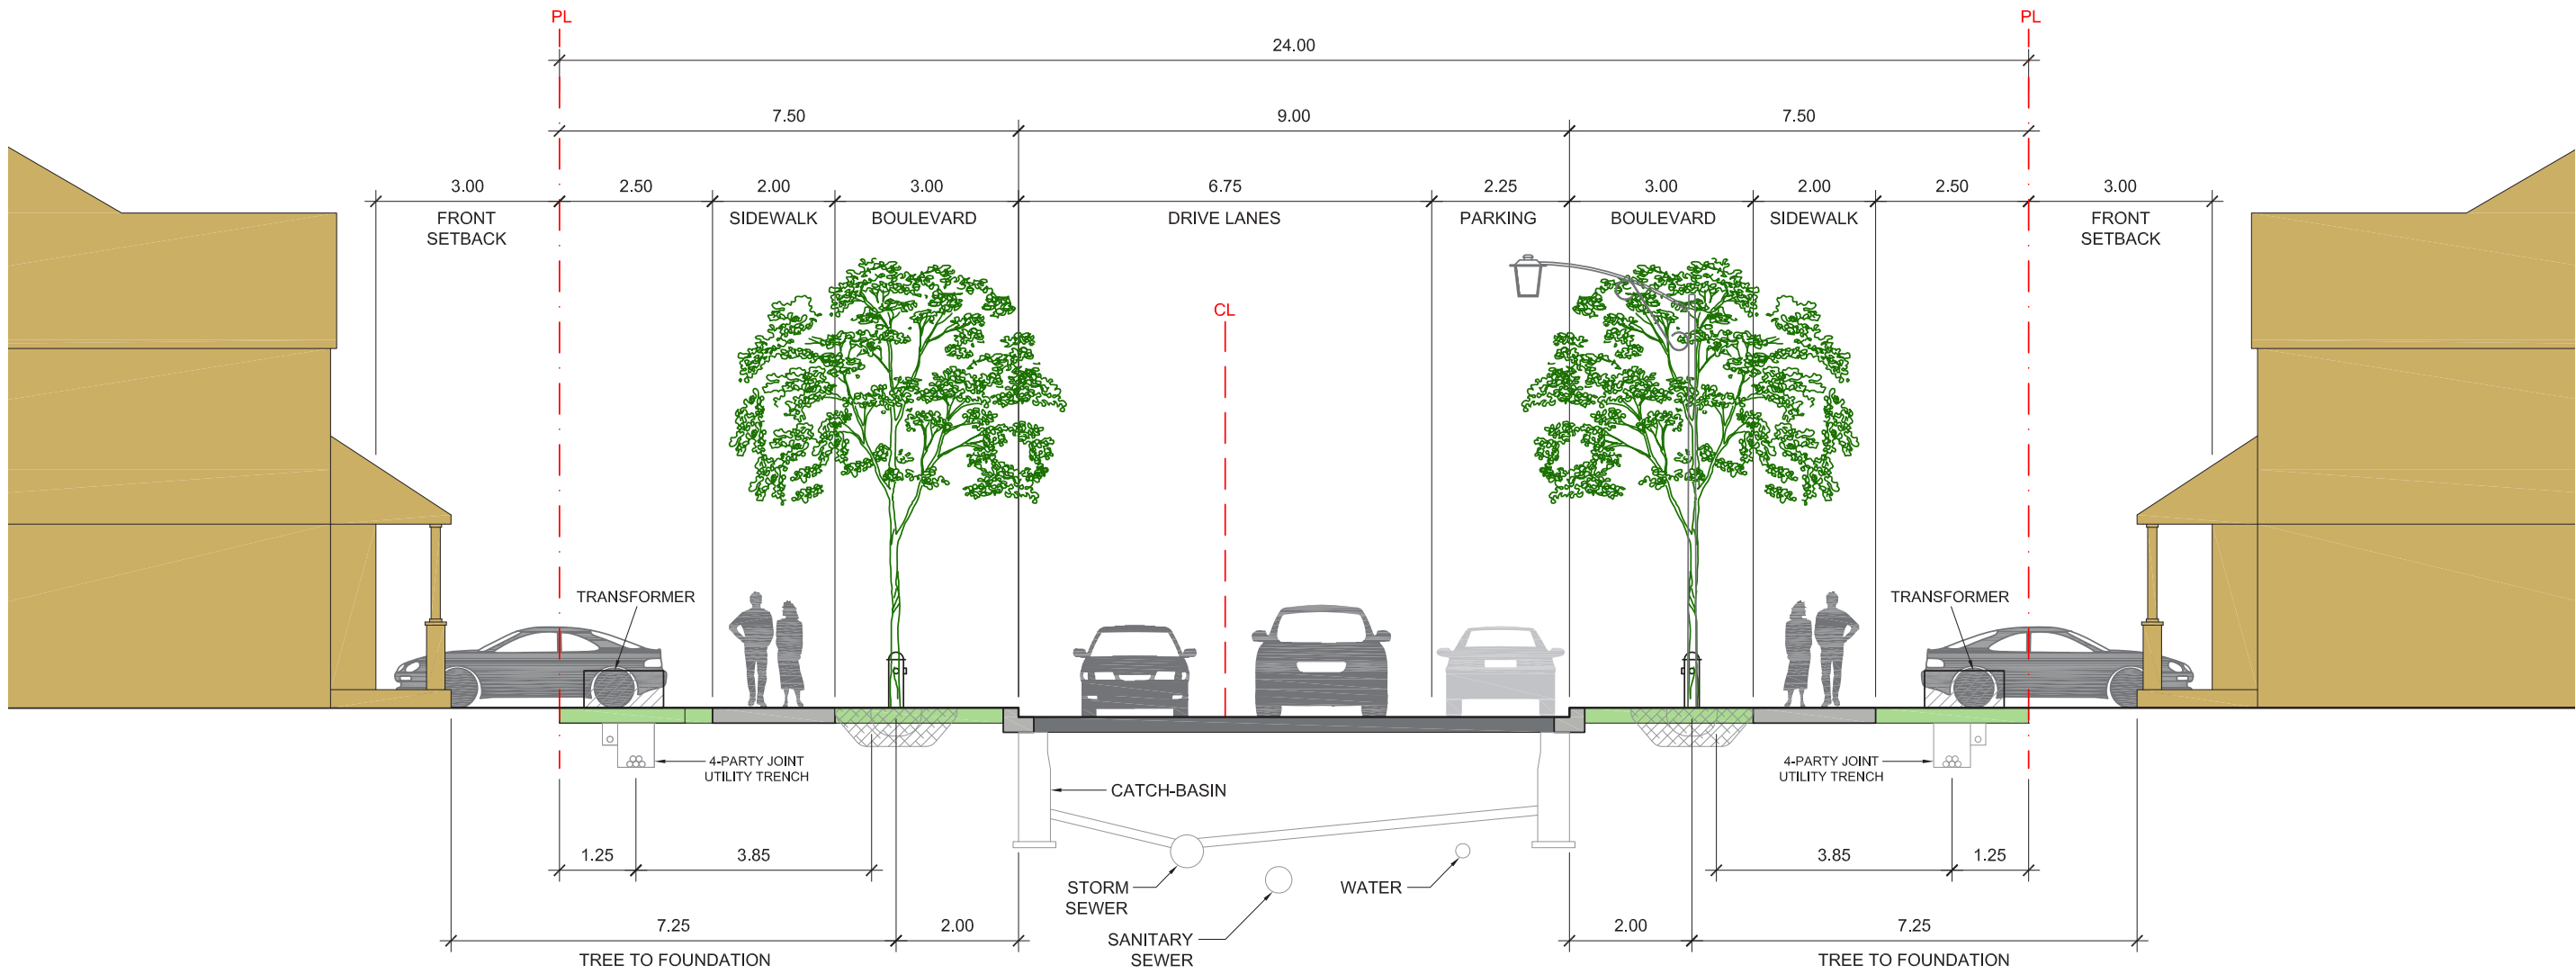 PL
PL
24.00
7.50
9.00
7.50
3.00
2.50
2.00
3.00
6.75
2.25
3.00
2.00
2.50
3.00
FRONT
SETBACK
SIDEWALK
BOULEVARD
DRIVE LANES
PARKING
BOULEVARD
SIDEWALK
FRONT
SETBACK
CL
TRANSFORMER
TRANSFORMER
4-PARTY JOINT
UTILITY TRENCH
4-PARTY JOINT
UTILITY TRENCH
CATCH-BASIN
1.25
3.85
3.85
1.25
STORM
SEWER
WATER
7.25
2.00
SANITARY
SEWER
2.00
7.25
TREE TO FOUNDATION
TREE TO FOUNDATION